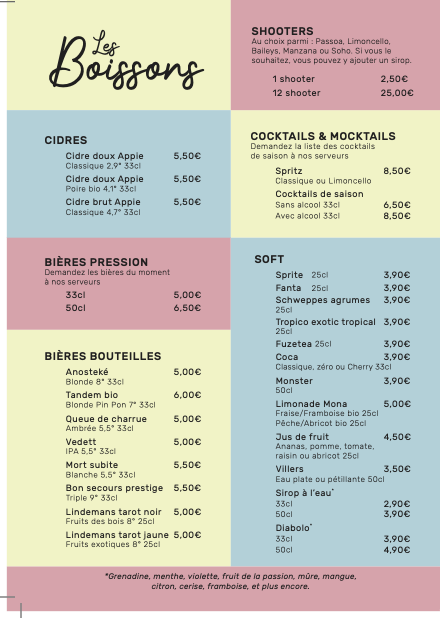 Les
Boissons
SHOOTERS
Au choix parmi : Passoa, Limoncello,
Baileys, Manzana ou Soho. Si vous le
souhaitez, vous pouvez y ajouter un sirop.
1 shooter 2,50€
12 shooter 25,00€
CIDRES
Cidre doux Appie 5,50€
Classique 2,9° 33cl
Cidre doux Appie 5,50€
Poire bio 4,1° 33cl
Cidre brut Appie 5,50€
Classique 4,7° 33cl
COCKTAILS & MOCKTAILS
Demandez la liste des cocktails
de saison à nos serveurs
Spritz 8,50€
Classique ou Limoncello
Cocktails de saison
Sans alcool 33cl 6,50€
Avec alcool 33cl 8,50€
BIÈRES PRESSION
Demandez les bières du moment
à nos serveurs
33cl 5,00€
50cl 6,50€
BIÈRES BOUTEILLES
Anosteké 5,00€
Blonde 8° 33cl
Tandem bio 6,00€
Blonde Pin Pon 7° 33cl
Queue de charrue 5,00€
Ambrée 5,5° 33cl
Vedett 5,00€
IPA 5,5° 33cl
Mort subite 5,50€
Blanche 5,5° 33cl
Bon secours prestige 5,50€
Triple 9° 33cl
Lindemans tarot noir 5,00€
Fruits des bois 8° 25cl
Lindemans tarot jaune 5,00€
Fruits exotiques 8° 25cl
SOFT
Sprite 25cl 3,90€
Fanta 25cl 3,90€
Schweppes agrumes 3,90€
25cl
Tropico exotic tropical 3,90€
25cl
Fuzetea 25cl 3,90€
Coca 3,90€
Classique, zéro ou Cherry 33cl
Monster 3,90€
50cl
Limonade Mona 5,00€
Fraise/Framboise bio 25cl
Pêche/Abricot bio 25cl
Jus de fruit 4,50€
Ananas, pomme, tomate,
raisin ou abricot 25cl
Villers 3,50€
Eau plate ou pétillante 50cl
Sirop à l'eau*
33cl 2,90€
50cl 3,90€
Diabolo*
33cl 3,90€
50cl 4,90€
*Grenadine, menthe, violette, fruit de la passion, mûre, mangue,
citron, cerise, framboise, et plus encore.